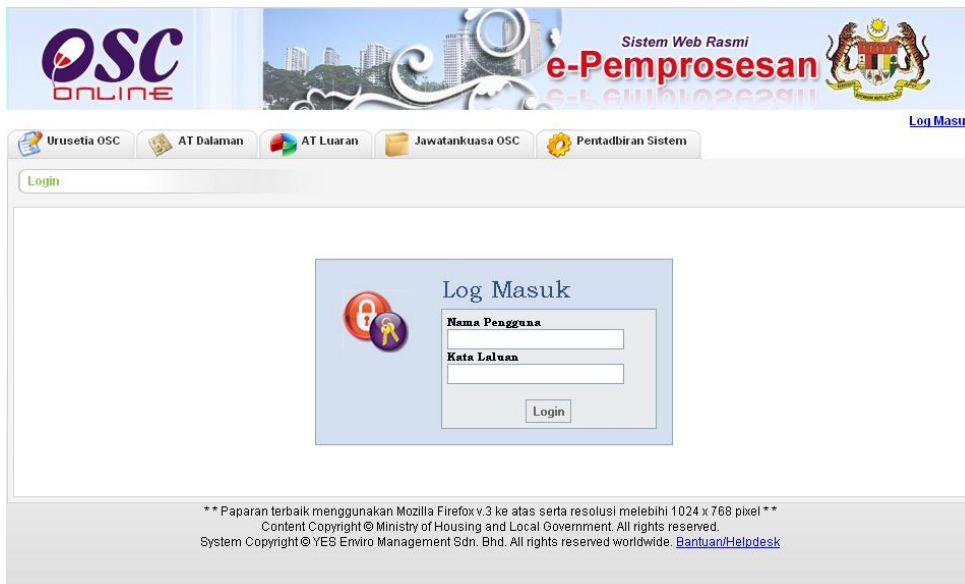 OSC
ONLINE
Sistem Web Rasmi
e-Pemprosesan
Log Masu
Urusetia OSC
AT Dalaman
AT Luaran
Jawatankuasa OSC
Pentadbiran Sistem
Login
Log Masuk
Nama Pengguna
Kata Laluan
Login
* * Paparan terbaik menggunakan Mozilla Firefox v.3 ke atas serta resolusi melebihi 1024 x 768 pixel * *
Content Copyright © Ministry of Housing and Local Government. All rights reserved.
System Copyright © YES Enviro Management Sdn. Bhd. All rights reserved worldwide. Bantuan/Helpdesk